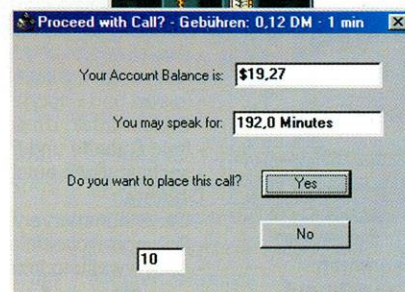 Proceed with Call? - Gebühren: 0,12 DM - 1 min
Your Account Balance is: $19,27
You may speak for: 192,0 Minutes
Do you want to place this call? Yes
No
10